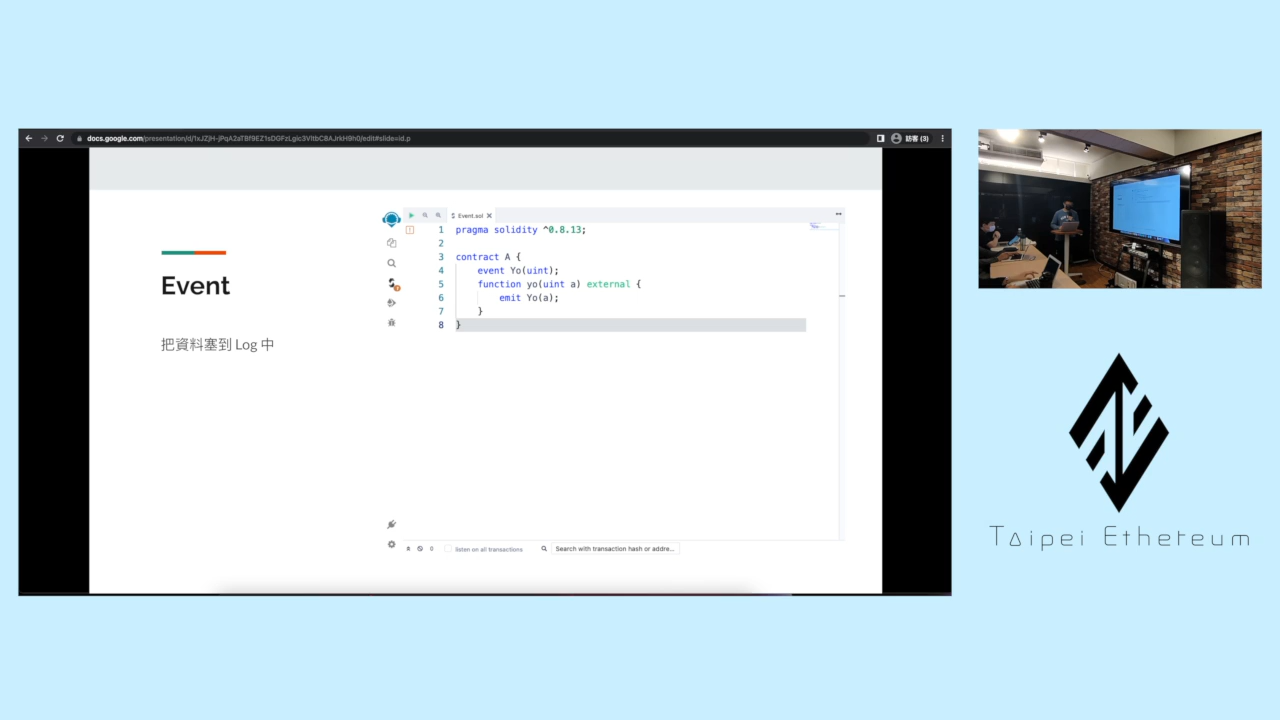 docs.google.com/presentation/d/1xJZjH-jPqA2aTBf9EZ1sDGFzLgic3VltbC8AJrkH9h0/edit#slide=id.p
訪客 (3)
Event
把資料塞到 Log 中
Event.sol
1 pragma solidity ^0.8.13;
2
3 contract A {
4 event Yo(uint);
5 function yo(uint a) external {
6 emit Yo(a);
7 }
8 }
0
listen on all transactions
Search with transaction hash or addre...
Taipei Ethereum